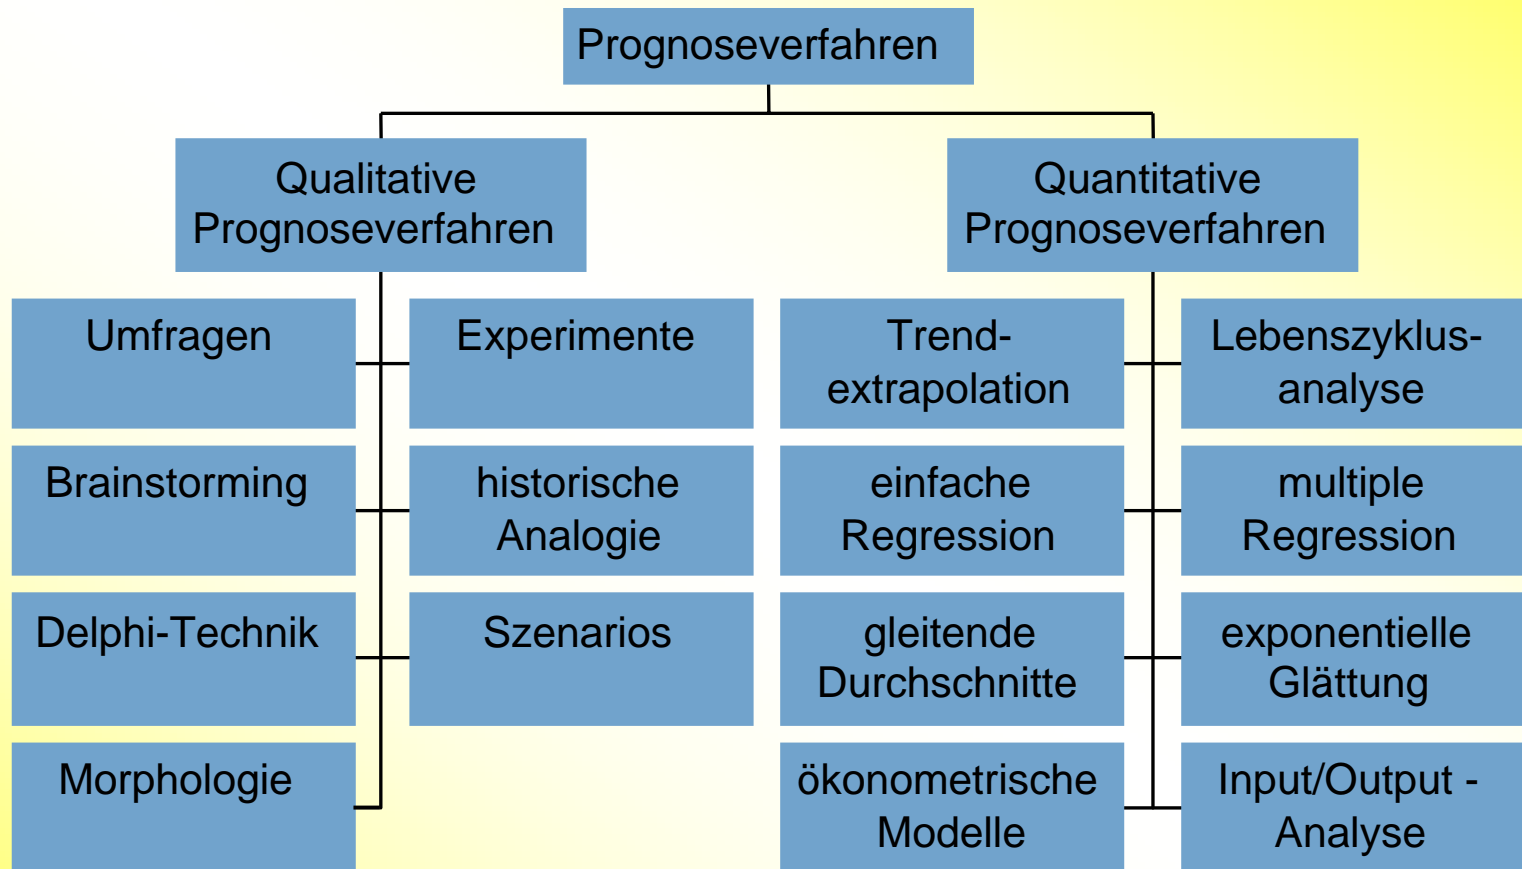 Prognoseverfahren
Qualitative
Prognoseverfahren
Quantitative
Prognoseverfahren
Umfragen
Experimente
Trend-
extrapolation
Lebenszyklus-
analyse
Brainstorming
historische
Analogie
einfache
Regression
multiple
Regression
Delphi-Technik
Szenarios
gleitende
Durchschnitte
exponentielle
Glättung
Morphologie
ökonometrische
Modelle
Input/Output -
Analyse